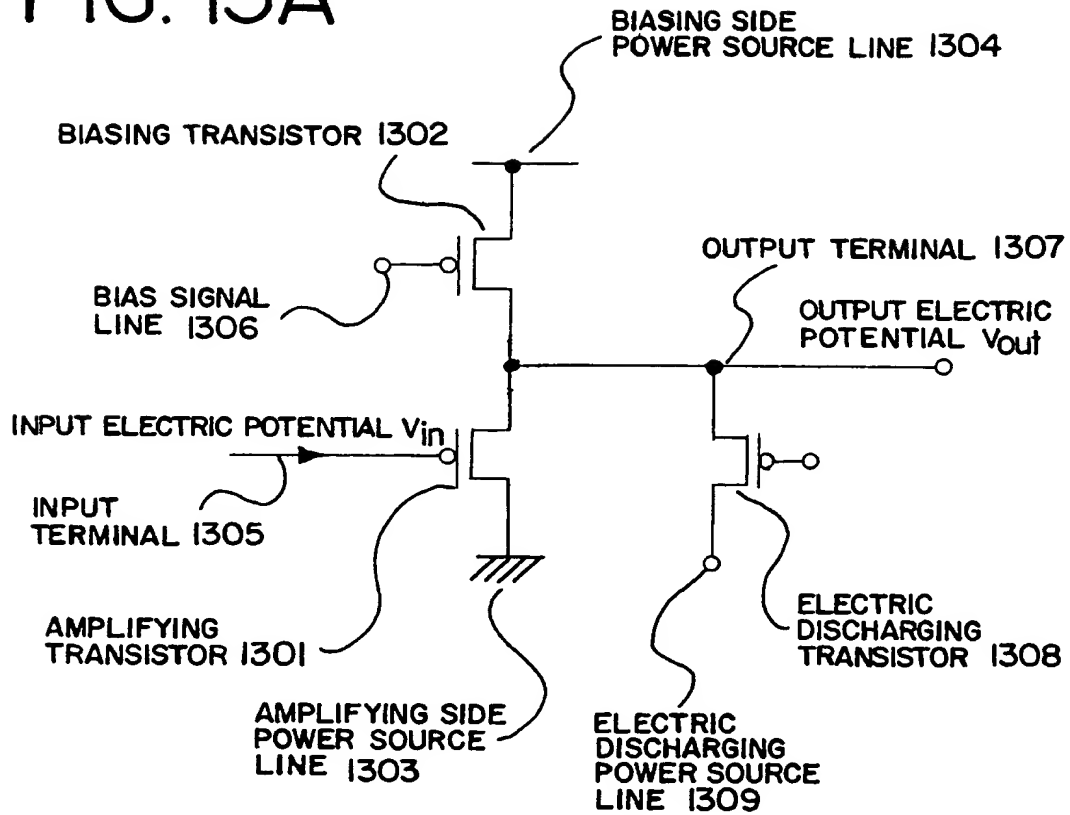 FIG. 13A
BIASING SIDE
POWER SOURCE LINE 1304
BIASING TRANSISTOR 1302
OUTPUT TERMINAL 1307
BIAS SIGNAL
LINE 1306
OUTPUT ELECTRIC
POTENTIAL Vout
INPUT ELECTRIC POTENTIAL Vin
INPUT
TERMINAL 1305
AMPLIFYING
TRANSISTOR 1301
ELECTRIC
DISCHARGING
TRANSISTOR 1308
AMPLIFYING SIDE
POWER SOURCE
LINE 1303
ELECTRIC
DISCHARGING
POWER SOURCE
LINE 1309